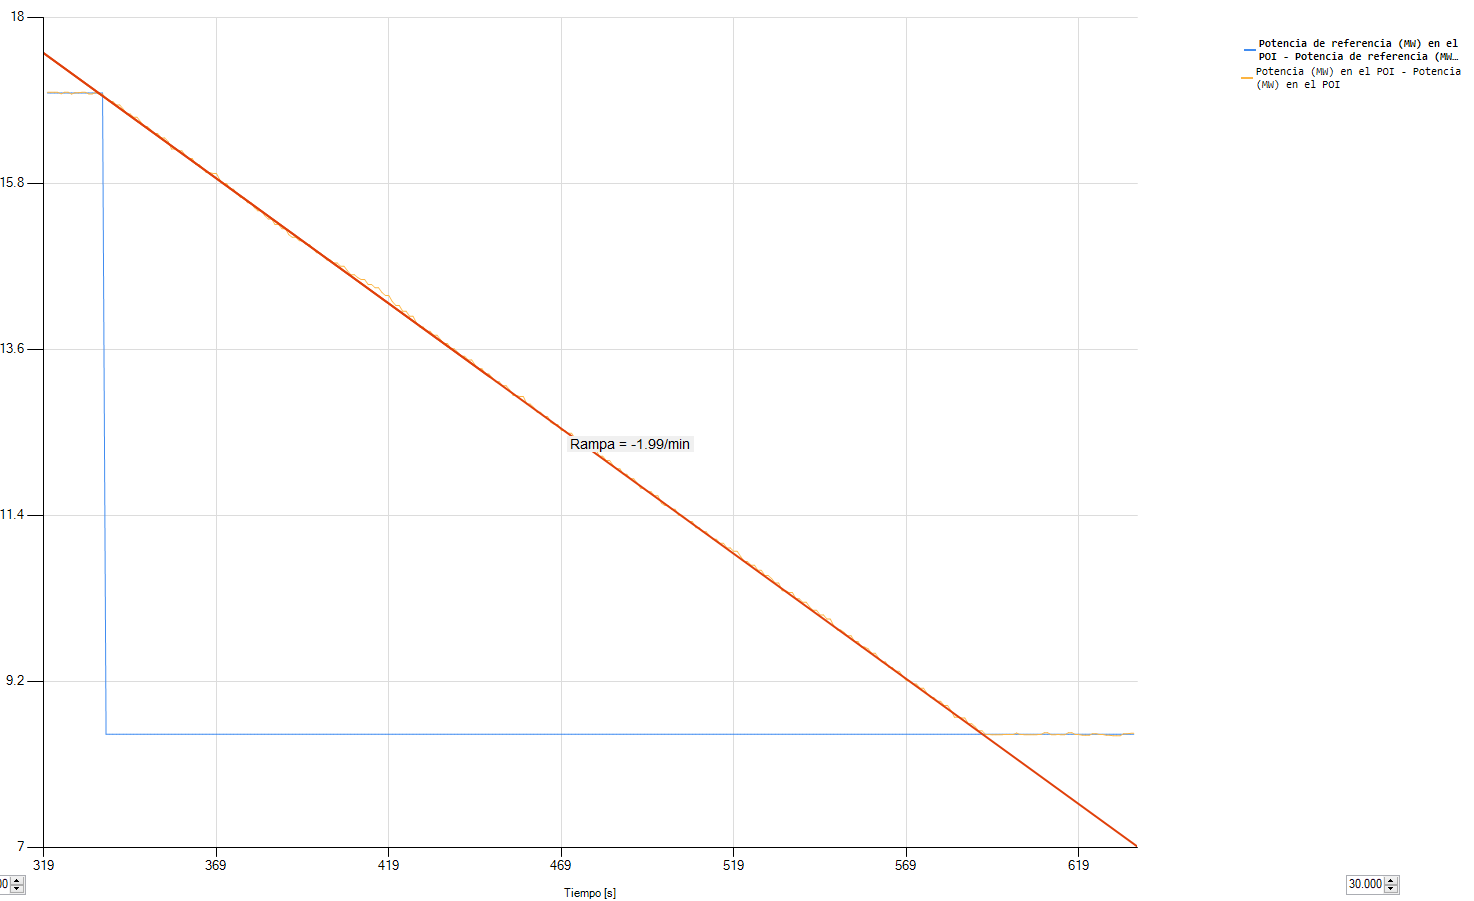 18
15.8
13.6
11.4
9.2
7
319
369
419
469
519
569
619
Tiempo [s]
Rampa = -1.99/min
Potencia de referencia (MW) en el
POI - Potencia de referencia (MW…
Potencia (MW) en el POI - Potencia
(MW) en el POI
00
30.000